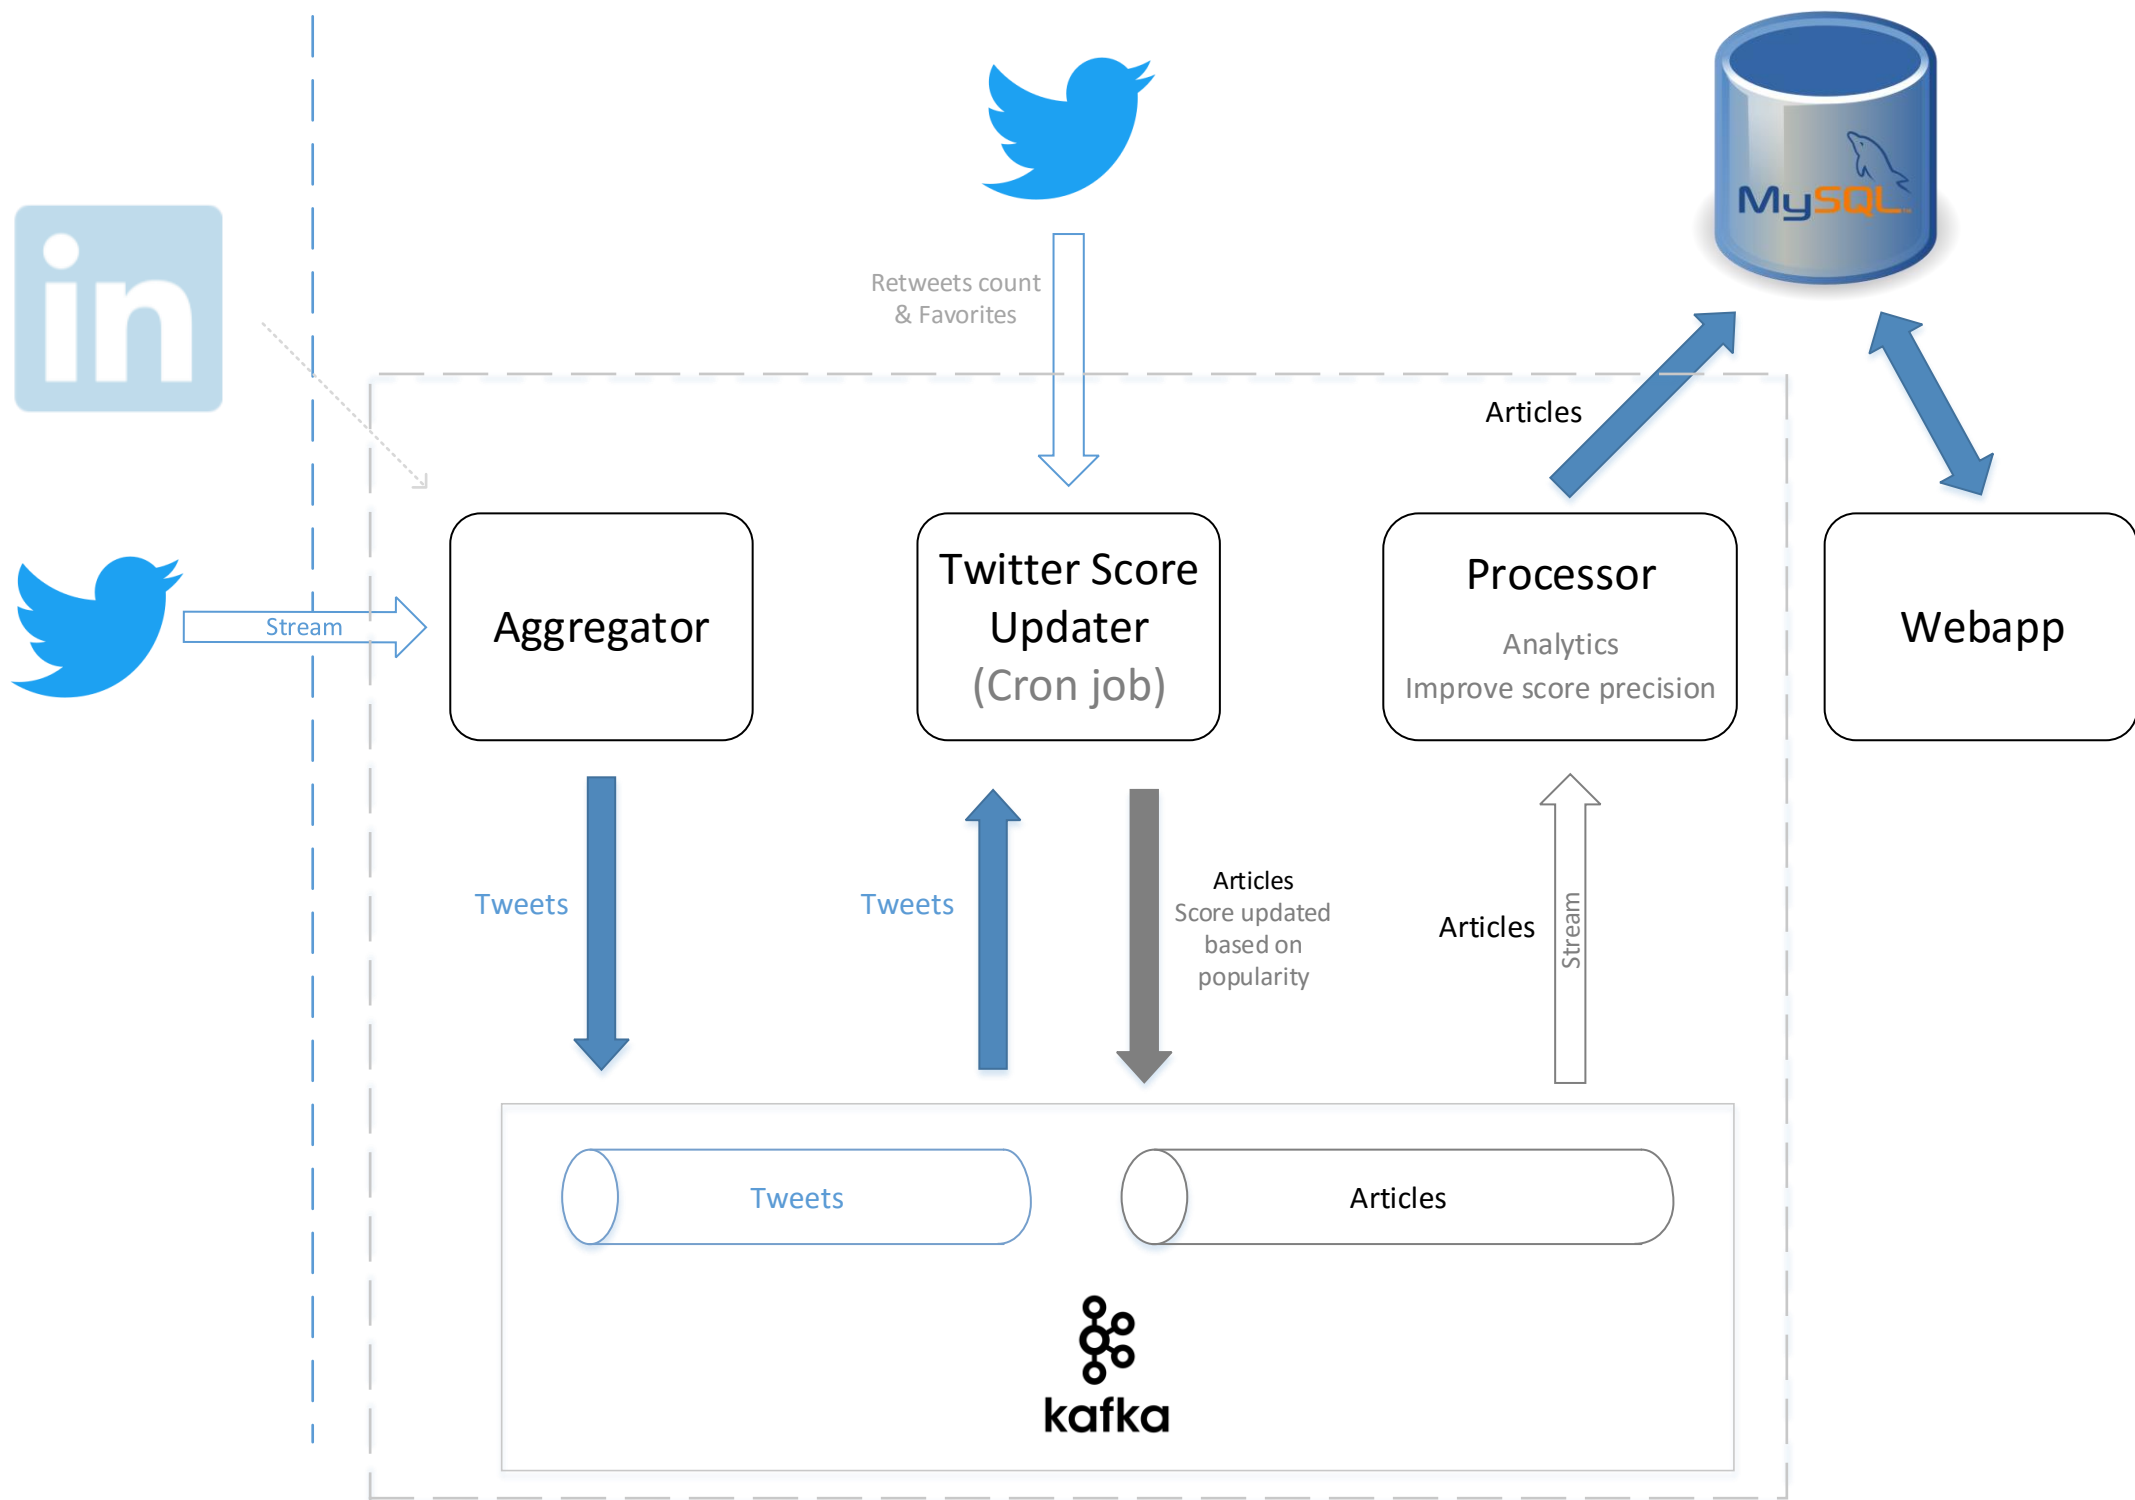 in
MySQL
Retweets count
& Favorites
Articles
Stream
Aggregator
Twitter Score
Updater
(Cron job)
Processor
Analytics
Improve score precision
Webapp
Tweets
Tweets
Articles
Score updated
based on
popularity
Articles
Stream
Tweets
Articles
kafka